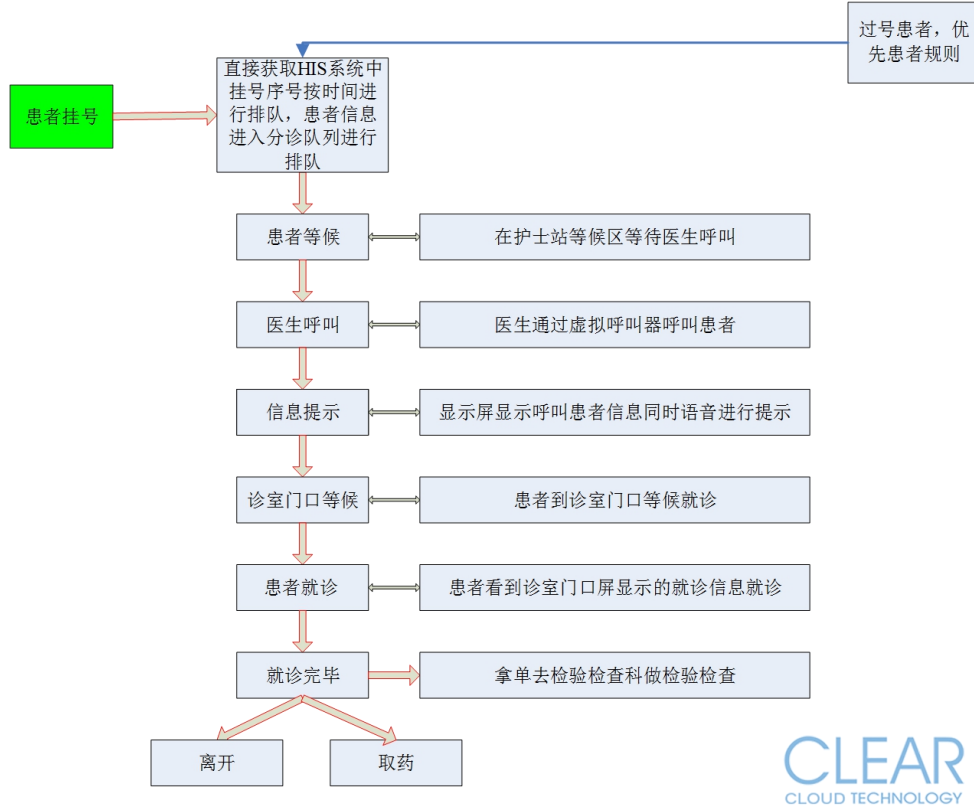 过号患者，优
先患者规则
直接获取HIS系统中
挂号序号按时间进
行排队，患者信息
进入分诊队列进行
排队
患者挂号
患者等候
在护士站等候区等待医生呼叫
医生呼叫
医生通过虚拟呼叫器呼叫患者
信息提示
显示屏显示呼叫患者信息同时语音进行提示
诊室门口等候
患者到诊室门口等候就诊
患者就诊
患者看到诊室门口屏显示的就诊信息就诊
就诊完毕
拿单去检验检查科做检验检查
离开
取药
CLEAR
CLOUD TECHNOLOGY